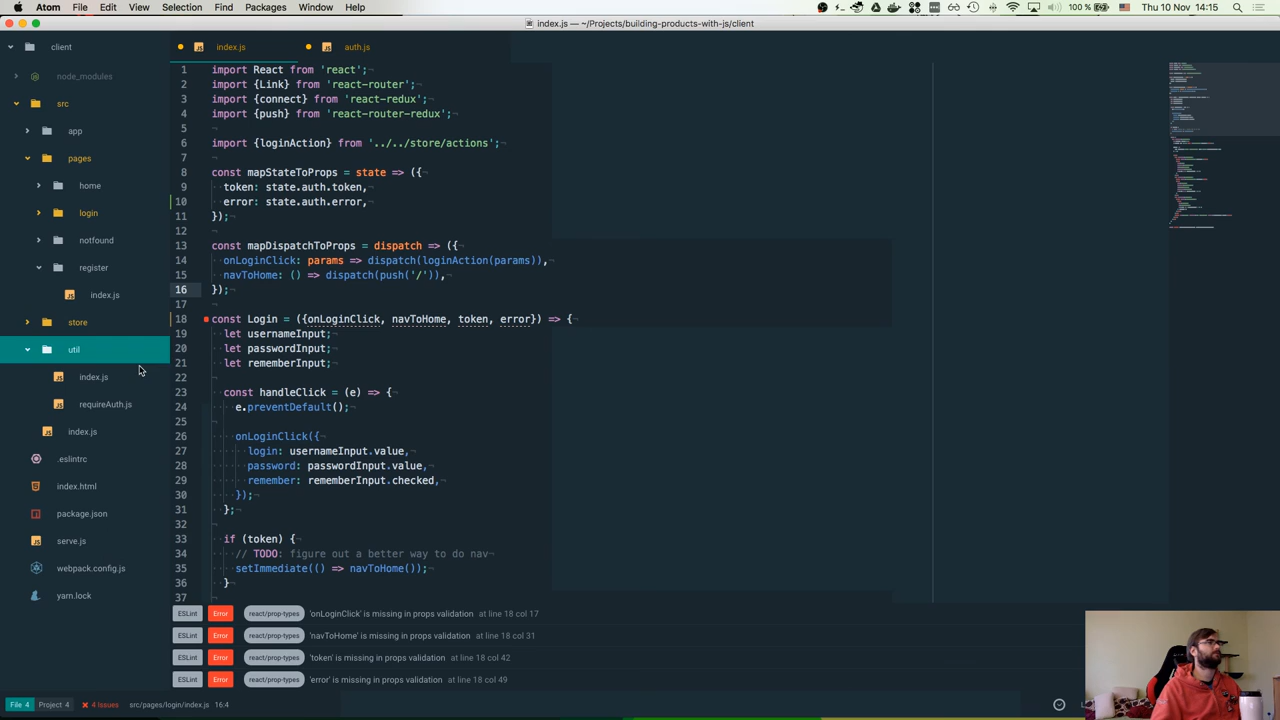 Atom File Edit View Selection Find Packages Window Help 100 % Thu 10 Nov 14:15
index.js — ~/Projects/building-products-with-js/client
client
node_modules
src
app
pages
home
login
notfound
register
index.js
store
util
index.js
requireAuth.js
index.js
.eslintrc
index.html
package.json
serve.js
webpack.config.js
yarn.lock
index.js auth.js
1 import React from 'react';
2 import {Link} from 'react-router';
3 import {connect} from 'react-redux';
4 import {push} from 'react-router-redux';
5
6 import {loginAction} from '../../store/actions';
7
8 const mapStateToProps = state => ({
9 token: state.auth.token,
10 error: state.auth.error,
11 });
12
13 const mapDispatchToProps = dispatch => ({
14 onLoginClick: params => dispatch(loginAction(params)),
15 navToHome: () => dispatch(push('/')),
16 });
17
18 const Login = ({onLoginClick, navToHome, token, error}) => {
19 let usernameInput;
20 let passwordInput;
21 let rememberInput;
22
23 const handleClick = (e) => {
24 e.preventDefault();
25
26 onLoginClick({
27 login: usernameInput.value,
28 password: passwordInput.value,
29 remember: rememberInput.checked,
30 });
31 };
32
33 if (token) {
34 // TODO: figure out a better way to do nav
35 setImmediate(() => navToHome());
36 }
37
ESLint Error react/prop-types 'onLoginClick' is missing in props validation at line 18 col 17
ESLint Error react/prop-types 'navToHome' is missing in props validation at line 18 col 31
ESLint Error react/prop-types 'token' is missing in props validation at line 18 col 42
ESLint Error react/prop-types 'error' is missing in props validation at line 18 col 49
File 4 Project 4 4 Issues src/pages/login/index.js 16:4